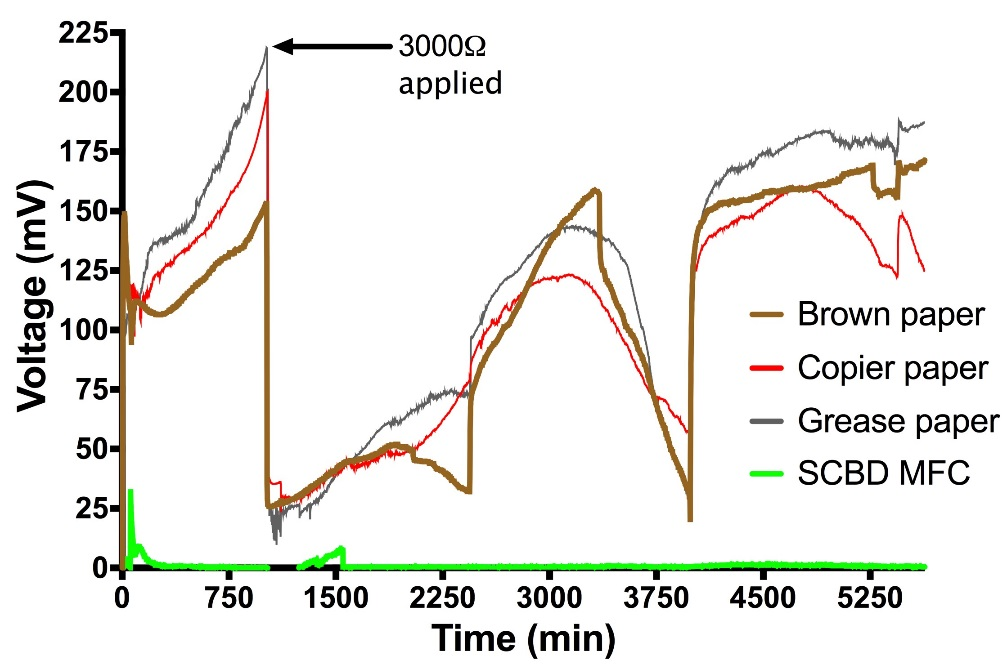 225
200
175
150
125
100
75
50
25
0
Voltage (mV)
3000Ω
applied
Brown paper
Copier paper
Grease paper
SCBD MFC
0 750 1500 2250 3000 3750 4500 5250
Time (min)